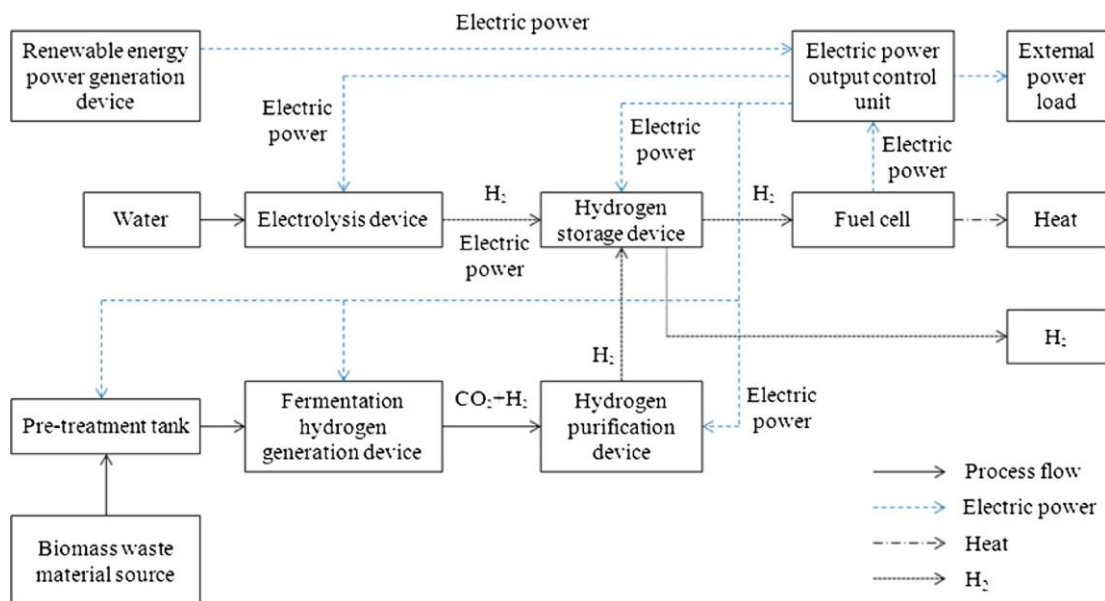 Electric power
Renewable energy
power generation
device
Electric power
output control
unit
External
power
load
Electric
power
Electric
power
Electric
power
Water
Electrolysis device
H₂
Electric
power
Hydrogen
storage device
H₂
Fuel cell
Heat
H₂
H₂
Pre-treatment tank
Fermentation
hydrogen
generation device
CO₂+H₂
Hydrogen
purification
device
Electric
power
Biomass waste
material source
Process flow
Electric power
Heat
H₂